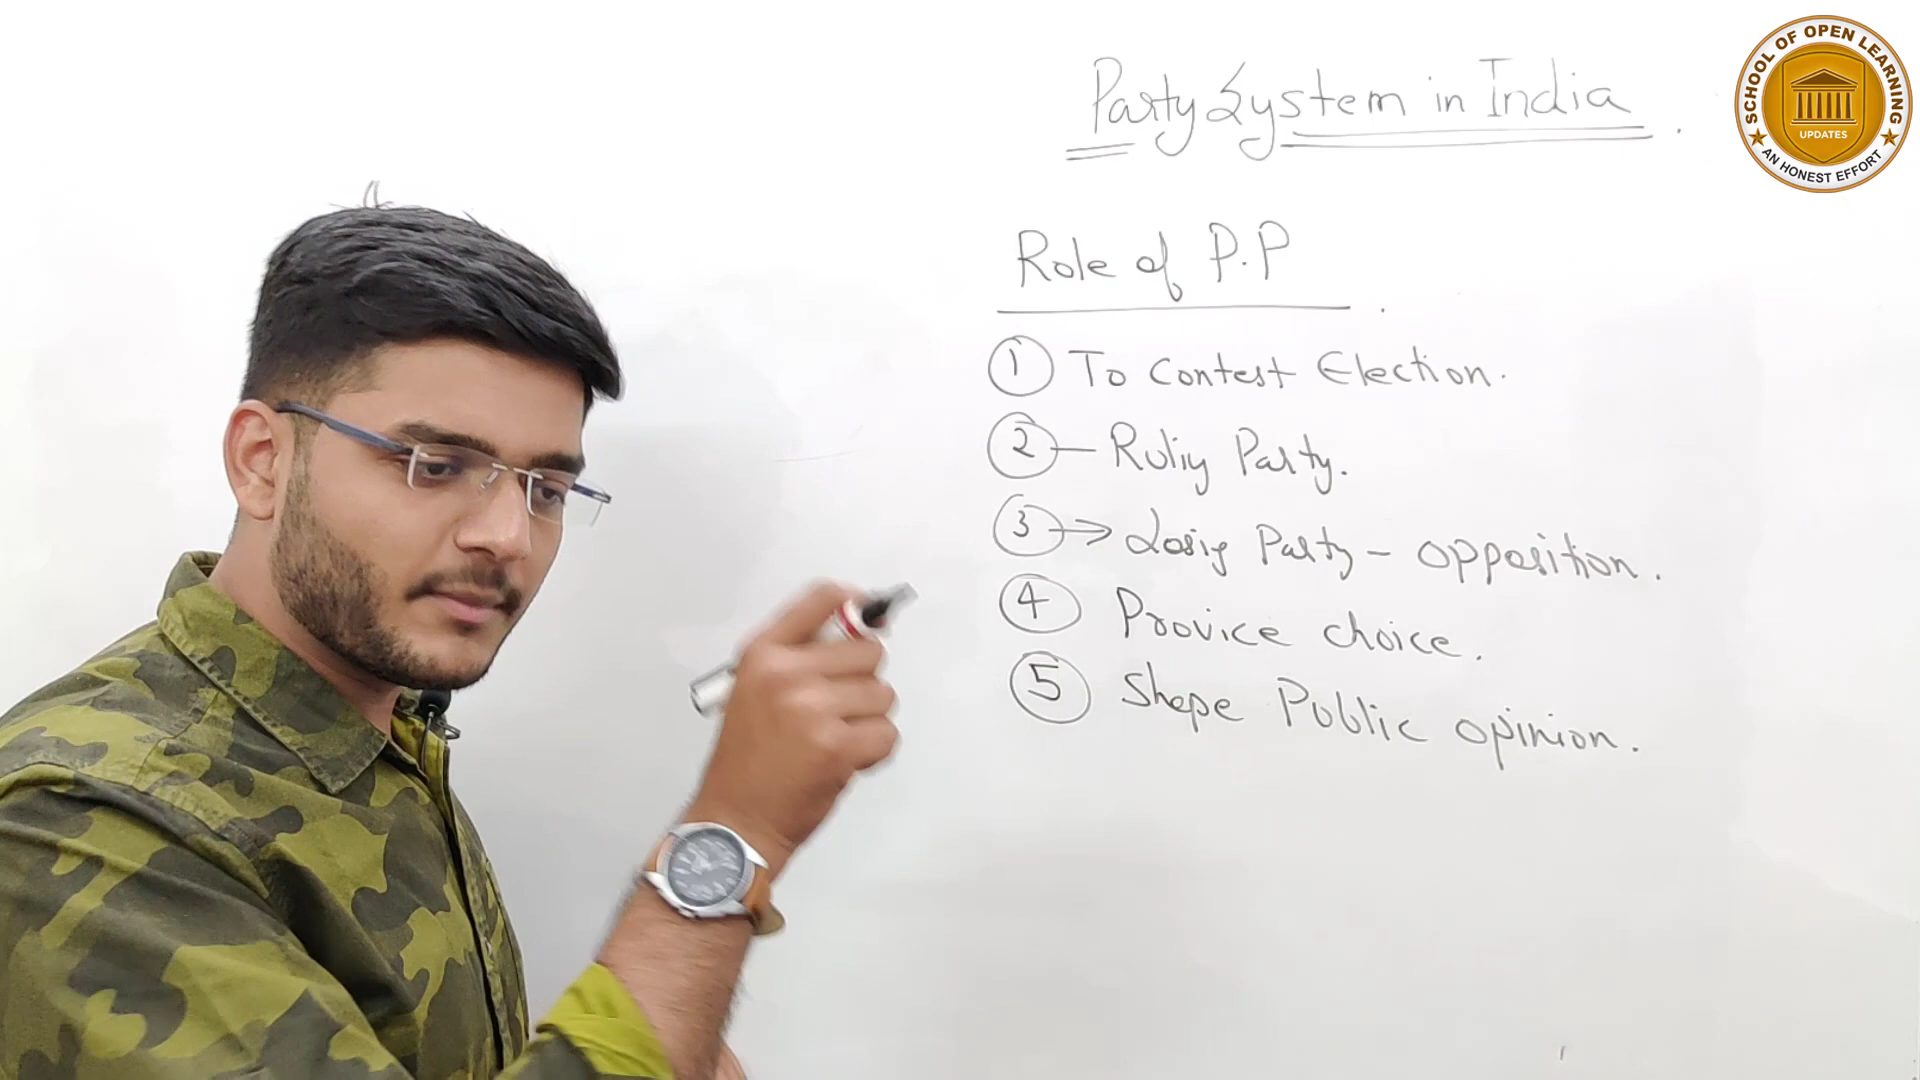 Party System in India.
Role of P.P.
1 To Contest Election.
2 - Ruling Party.
3 → Losing Party - Opposition.
4 Provice choice.
5 Shape Public opinion.
SCHOOL OF OPEN LEARNING
UPDATES
AN HONEST EFFORT